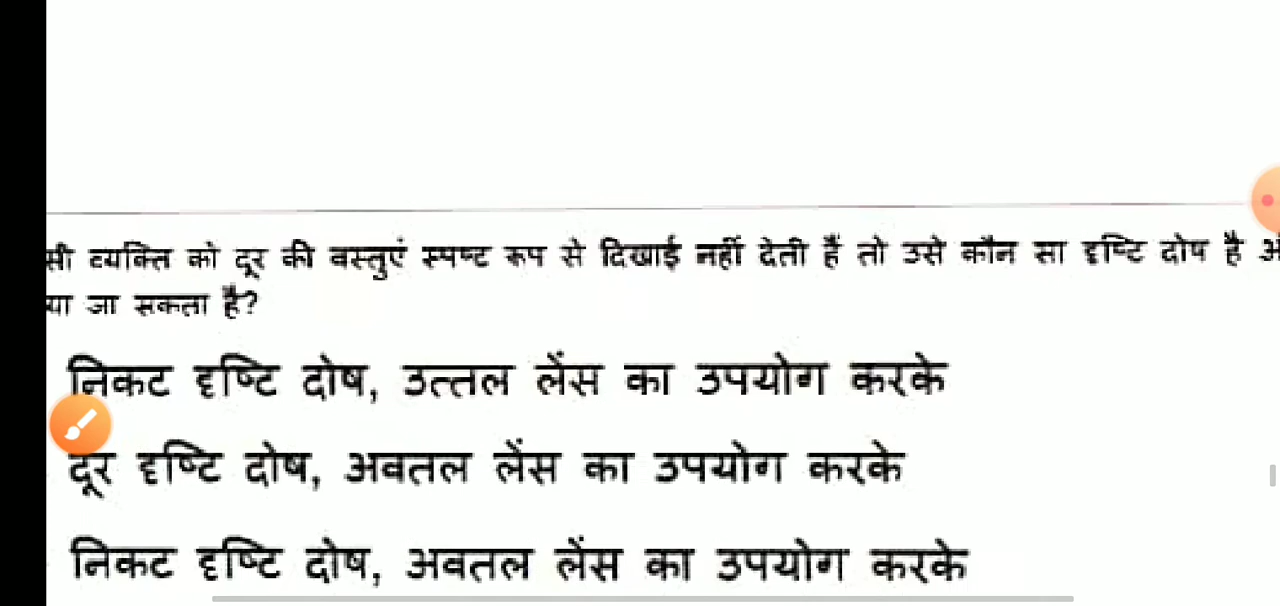 सी व्यक्ति को दूर की वस्तुएं स्पष्ट रूप से दिखाई नहीं देती हैं तो उसे कौन सा दृष्टि दोष है
या जा सकता है?
निकट दृष्टि दोष, उत्तल लेंस का उपयोग करके
दूर दृष्टि दोष, अवतल लेंस का उपयोग करके
निकट दृष्टि दोष, अवतल लेंस का उपयोग करके